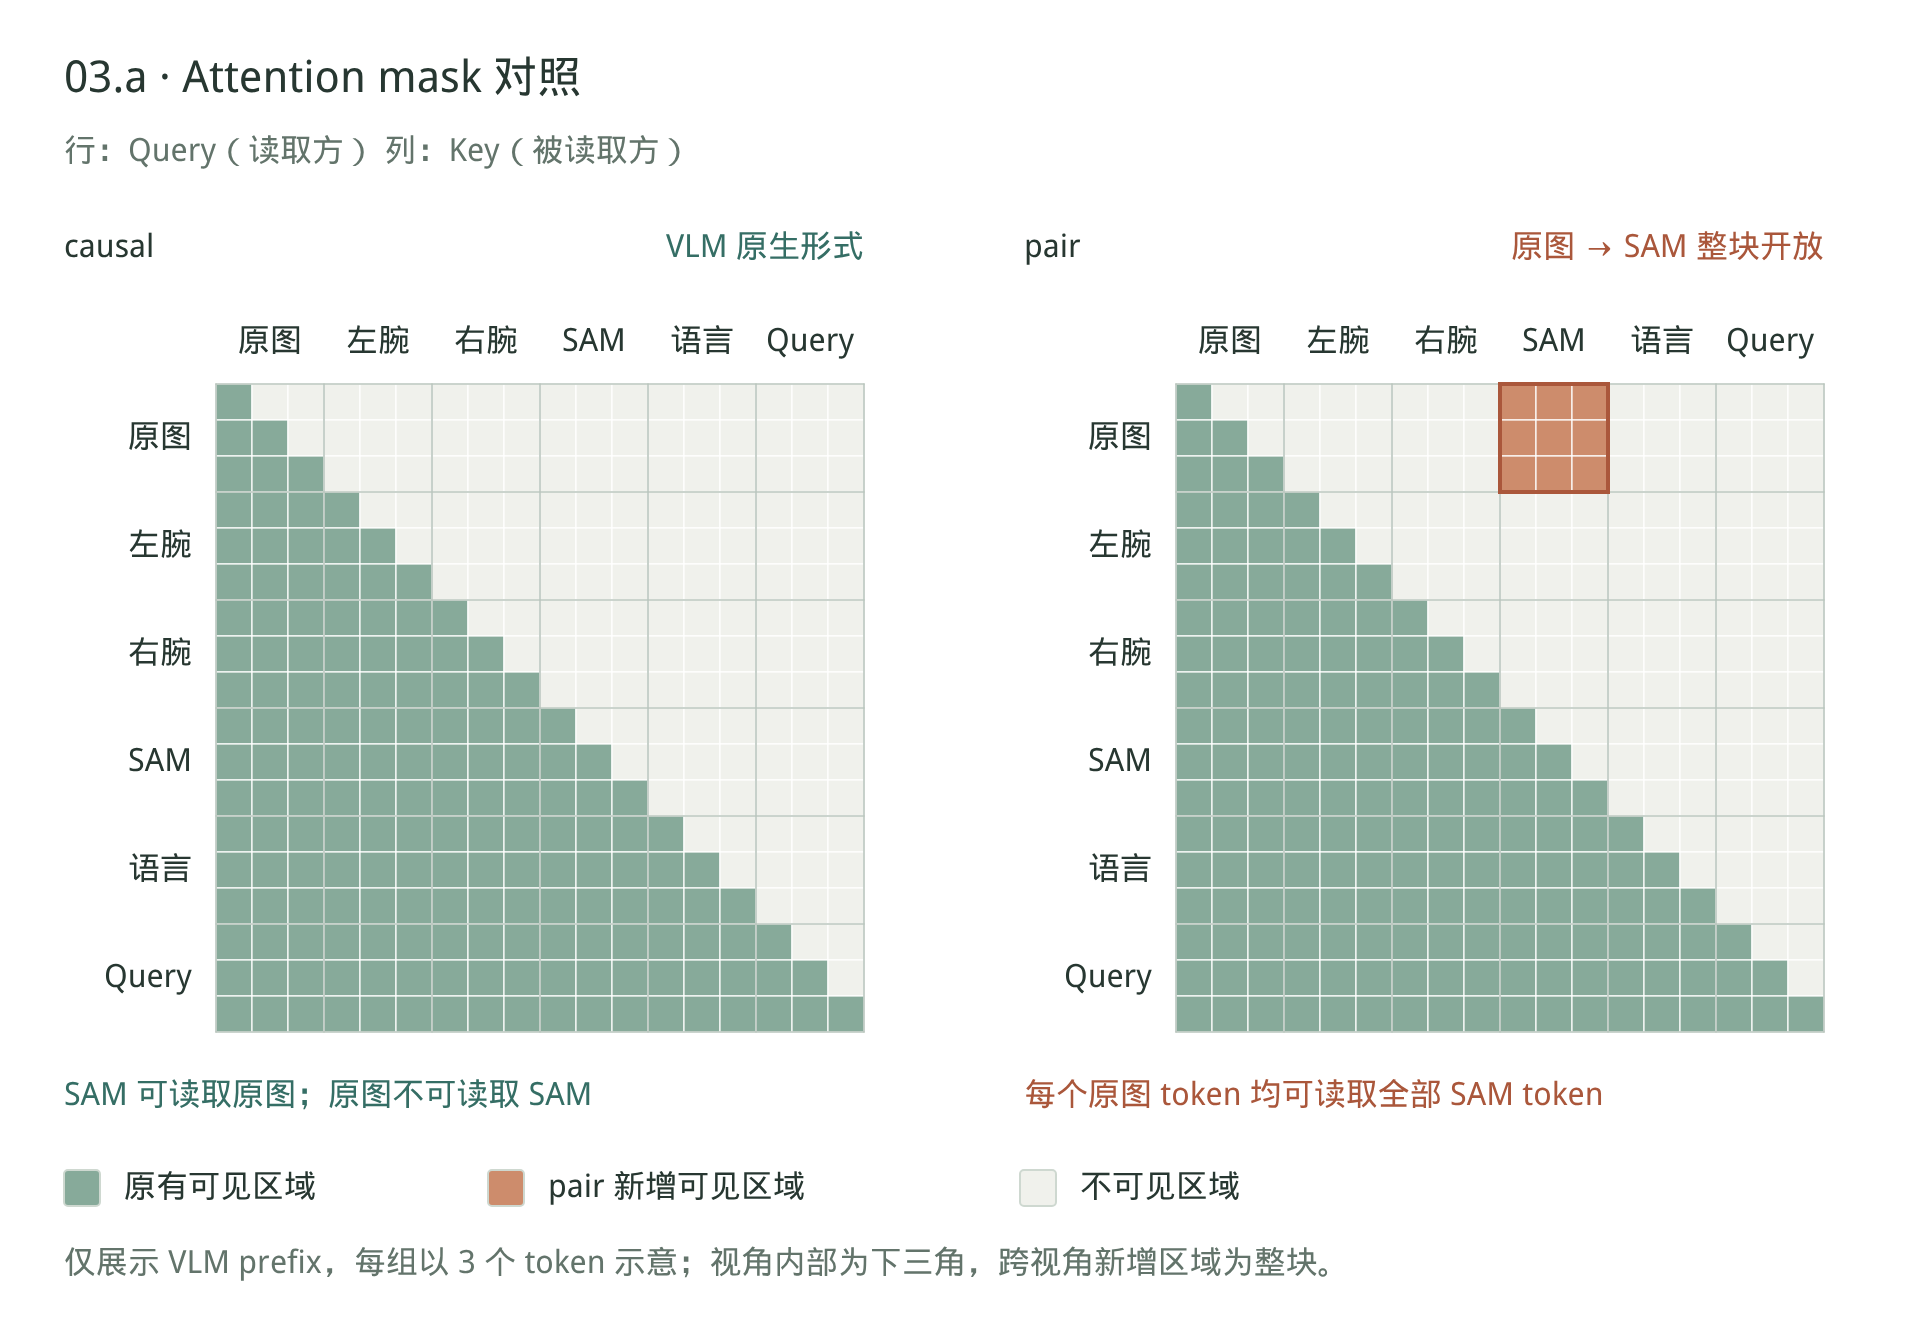 03.a · Attention mask 对照
行：Query（读取方） 列：Key（被读取方）
causal
VLM 原生形式
原图 左腕 右腕 SAM 语言 Query
原图
左腕
右腕
SAM
语言
Query
SAM 可读取原图；原图不可读取 SAM
pair
原图 → SAM 整块开放
原图 左腕 右腕 SAM 语言 Query
原图
左腕
右腕
SAM
语言
Query
每个原图 token 均可读取全部 SAM token
原有可见区域
pair 新增可见区域
不可见区域
仅展示 VLM prefix，每组以 3 个 token 示意；视角内部为下三角，跨视角新增区域为整块。